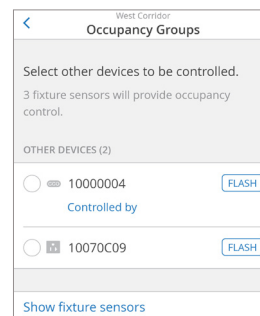 West Corridor
Occupancy Groups
Select other devices to be controlled.
3 fixture sensors will provide occupancy
control.
OTHER DEVICES (2)
10000004
FLASH
Controlled by
10070C09
FLASH
Show fixture sensors